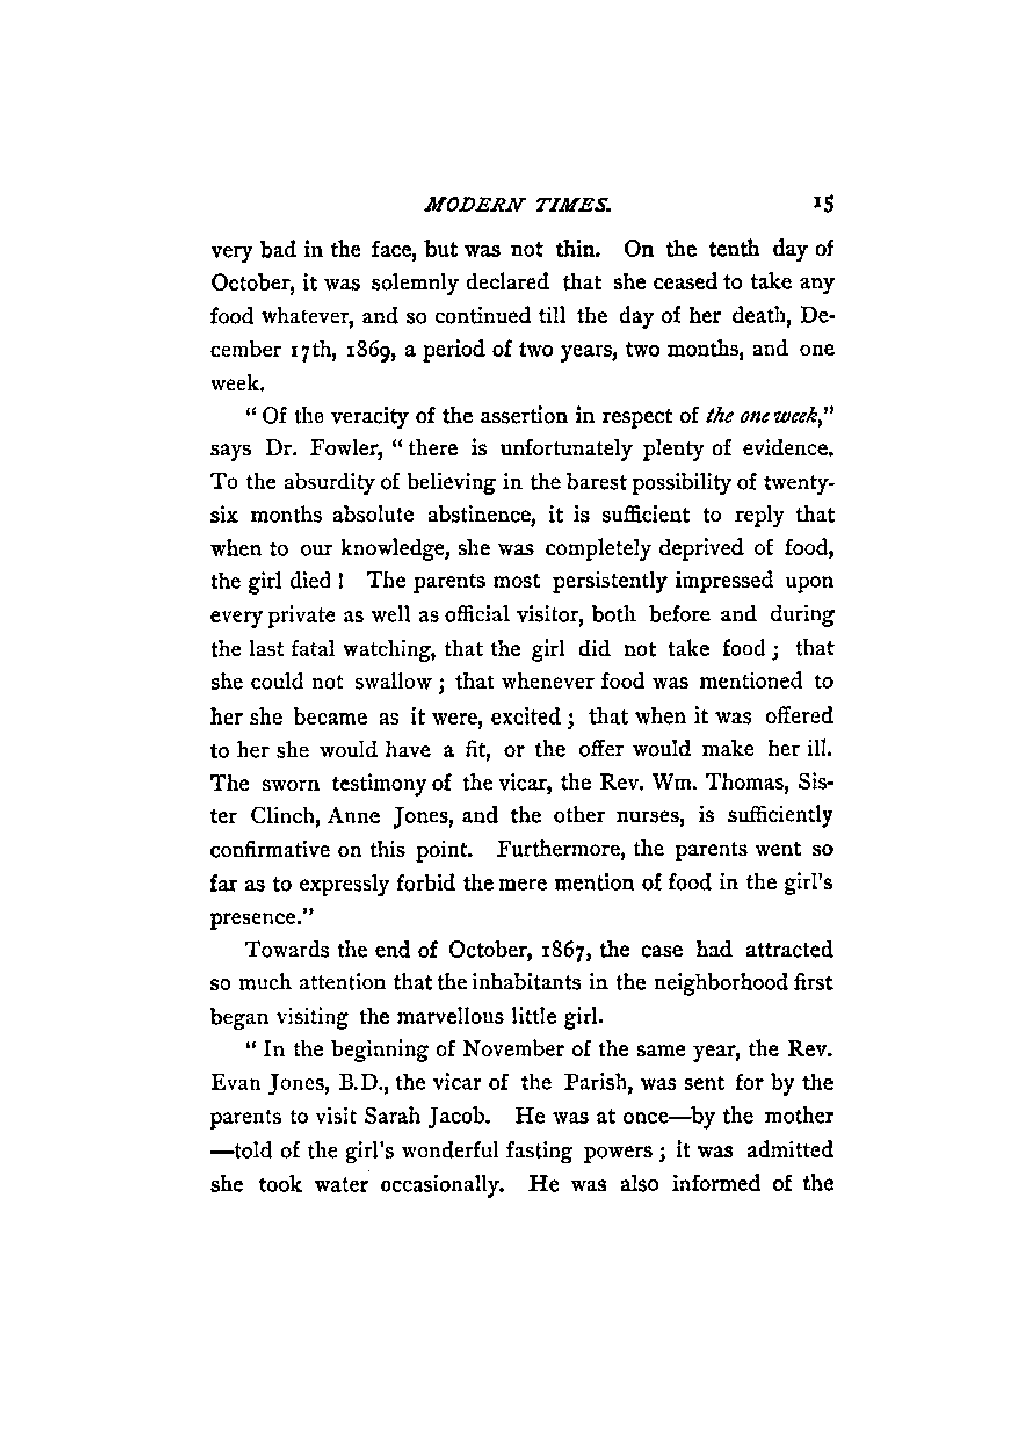 MODERN TIMES. 15
very bad in the face, but was not thin. On the tenth day of
October, it was solemnly declared that she ceased to take any
food whatever, and so continued till the day of her death, De-
cember 17th, 1869, a period of two years, two months, and one
week.
“ Of the veracity of the assertion in respect of the one week,”
says Dr. Fowler, “ there is unfortunately plenty of evidence.
To the absurdity of believing in the barest possibility of twenty-
six months absolute abstinence, it is sufficient to reply that
when to our knowledge, she was completely deprived of food,
the girl died ! The parents most persistently impressed upon
every private as well as official visitor, both before and during
the last fatal watching, that the girl did not take food ; that
she could not swallow ; that whenever food was mentioned to
her she became as it were, excited ; that when it was offered
to her she would have a fit, or the offer would make her ill.
The sworn testimony of the vicar, the Rev. Wm. Thomas, Sis-
ter Clinch, Anne Jones, and the other nurses, is sufficiently
confirmative on this point. Furthermore, the parents went so
far as to expressly forbid the mere mention of food in the girl's
presence.”
Towards the end of October, 1867, the case had attracted
so much attention that the inhabitants in the neighborhood first
began visiting the marvellous little girl.
“ In the beginning of November of the same year, the Rev.
Evan Jones, B.D., the vicar of the Parish, was sent for by the
parents to visit Sarah Jacob. He was at once—by the mother
—told of the girl's wonderful fasting powers ; it was admitted
she took water occasionally. He was also informed of the